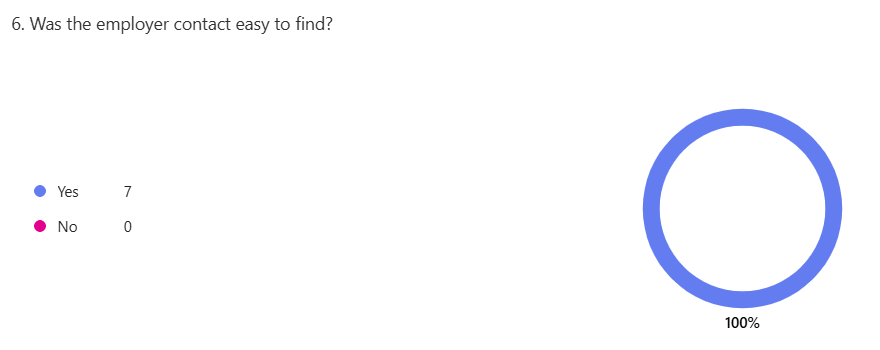 6. Was the employer contact easy to find?
Yes 7
No 0
100%